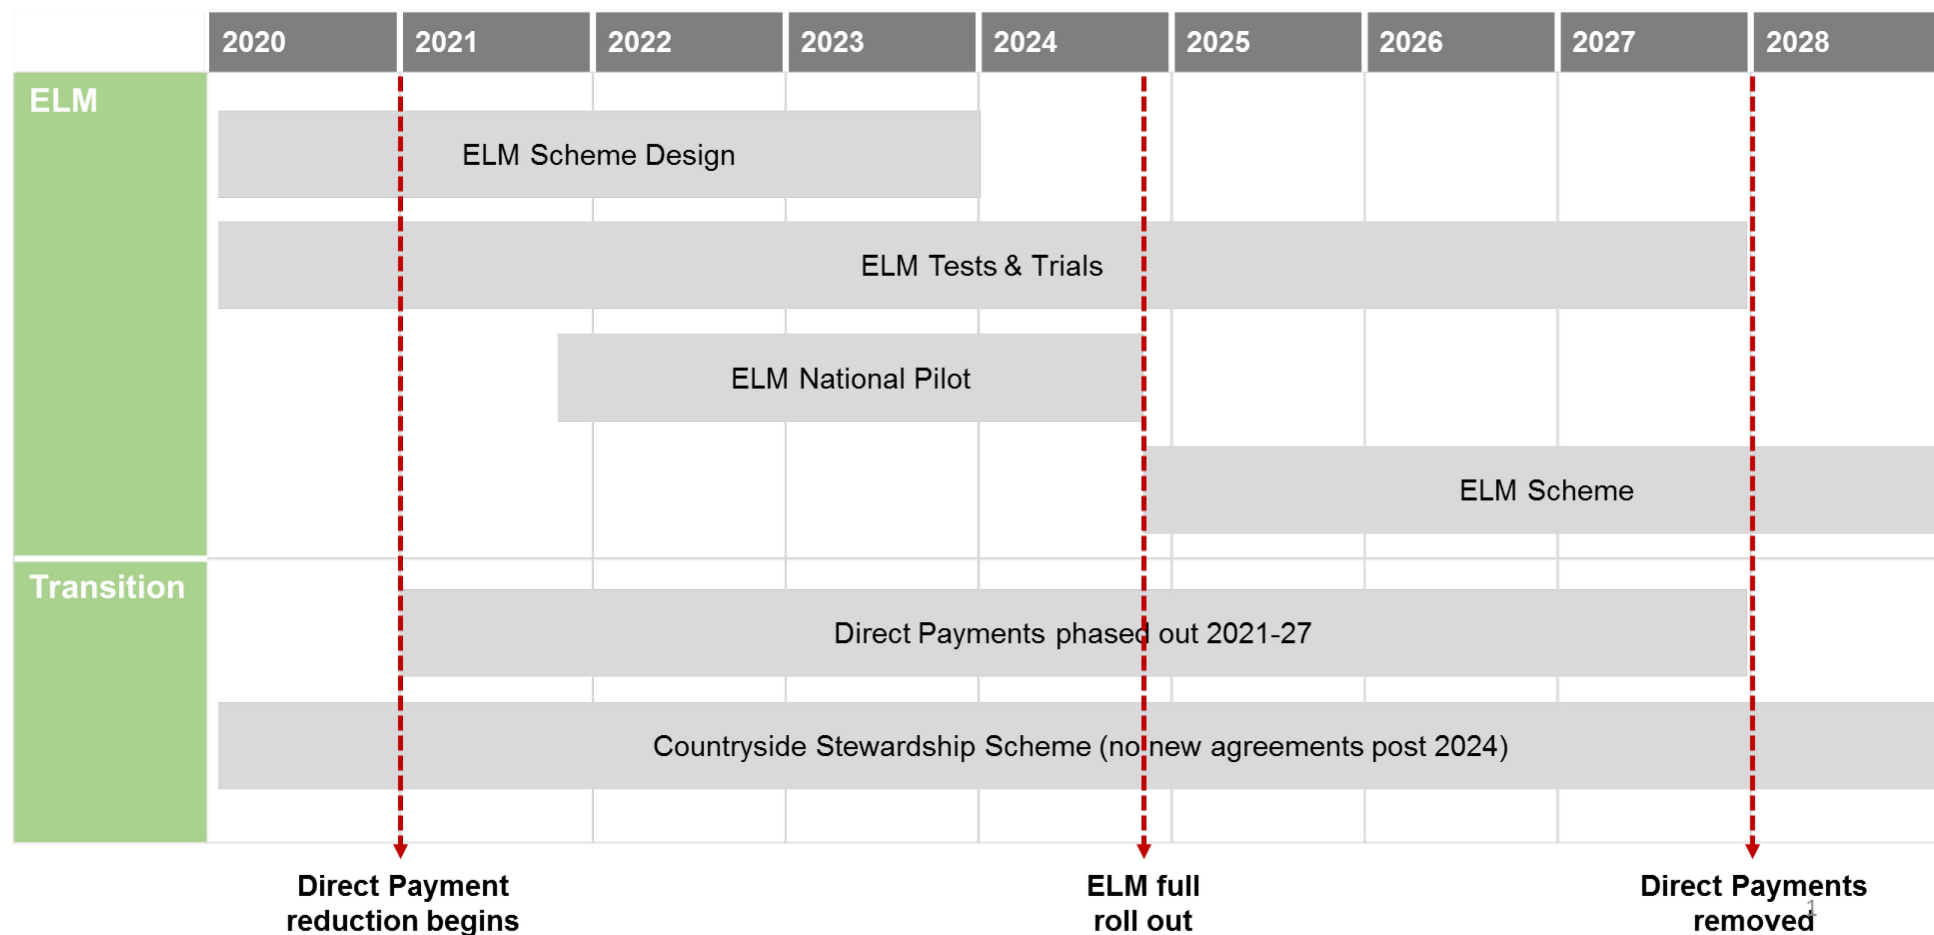 2020 2021 2022 2023 2024 2025 2026 2027 2028
ELM
ELM Scheme Design
ELM Tests & Trials
ELM National Pilot
ELM Scheme
Transition
Direct Payments phased out 2021-27
Countryside Stewardship Scheme (no new agreements post 2024)
Direct Payment
reduction begins
ELM full
roll out
Direct Payments
removed
1